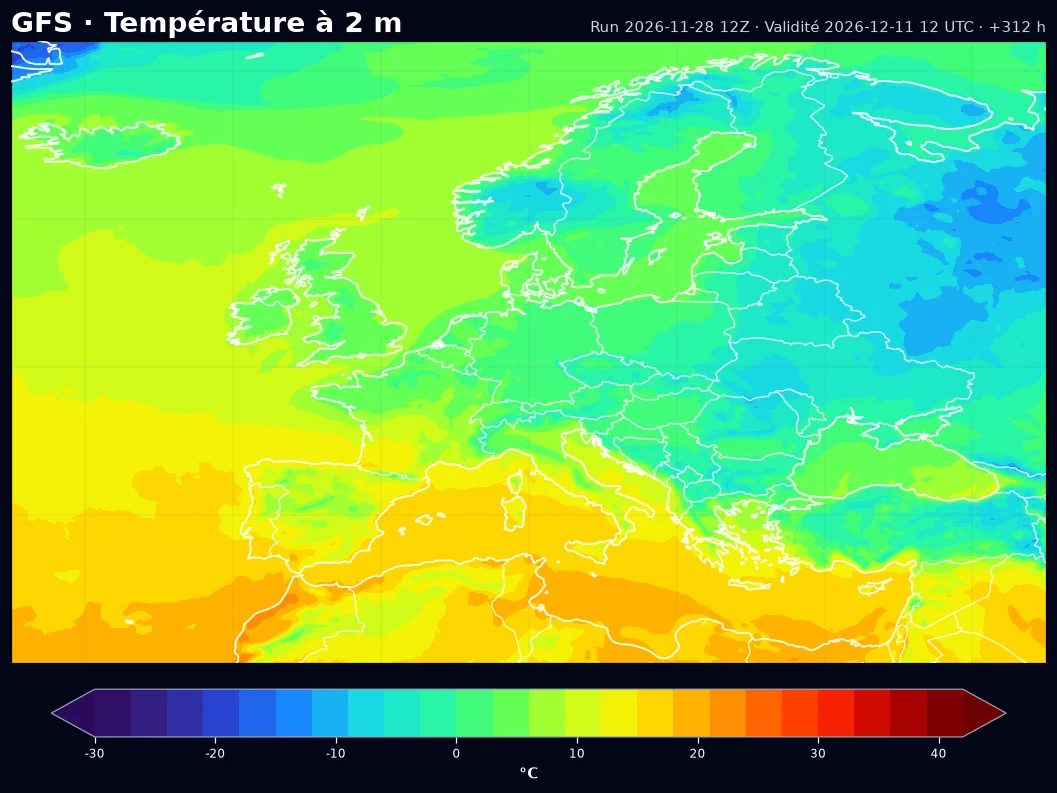 GFS · Température à 2 m
Run 2026-11-28 12Z · Validité 2026-12-11 12 UTC · +312 h
-30 -20 -10 0 10 20 30 40
°C